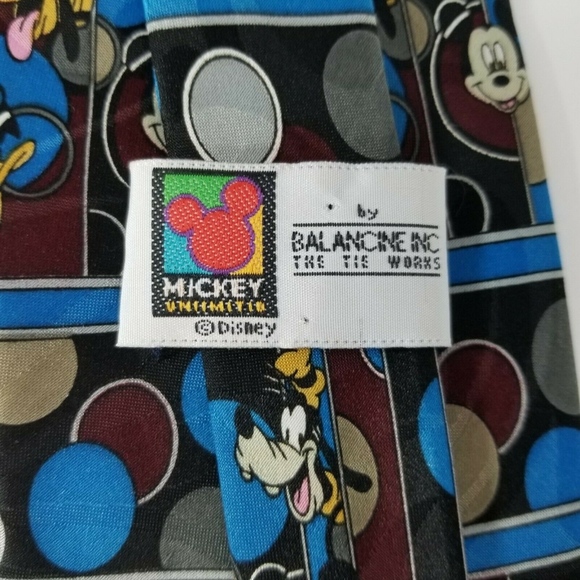 MICKEY
UNLIMITED
©Disney
by
BALANCINE INC
THE TIE WORKS